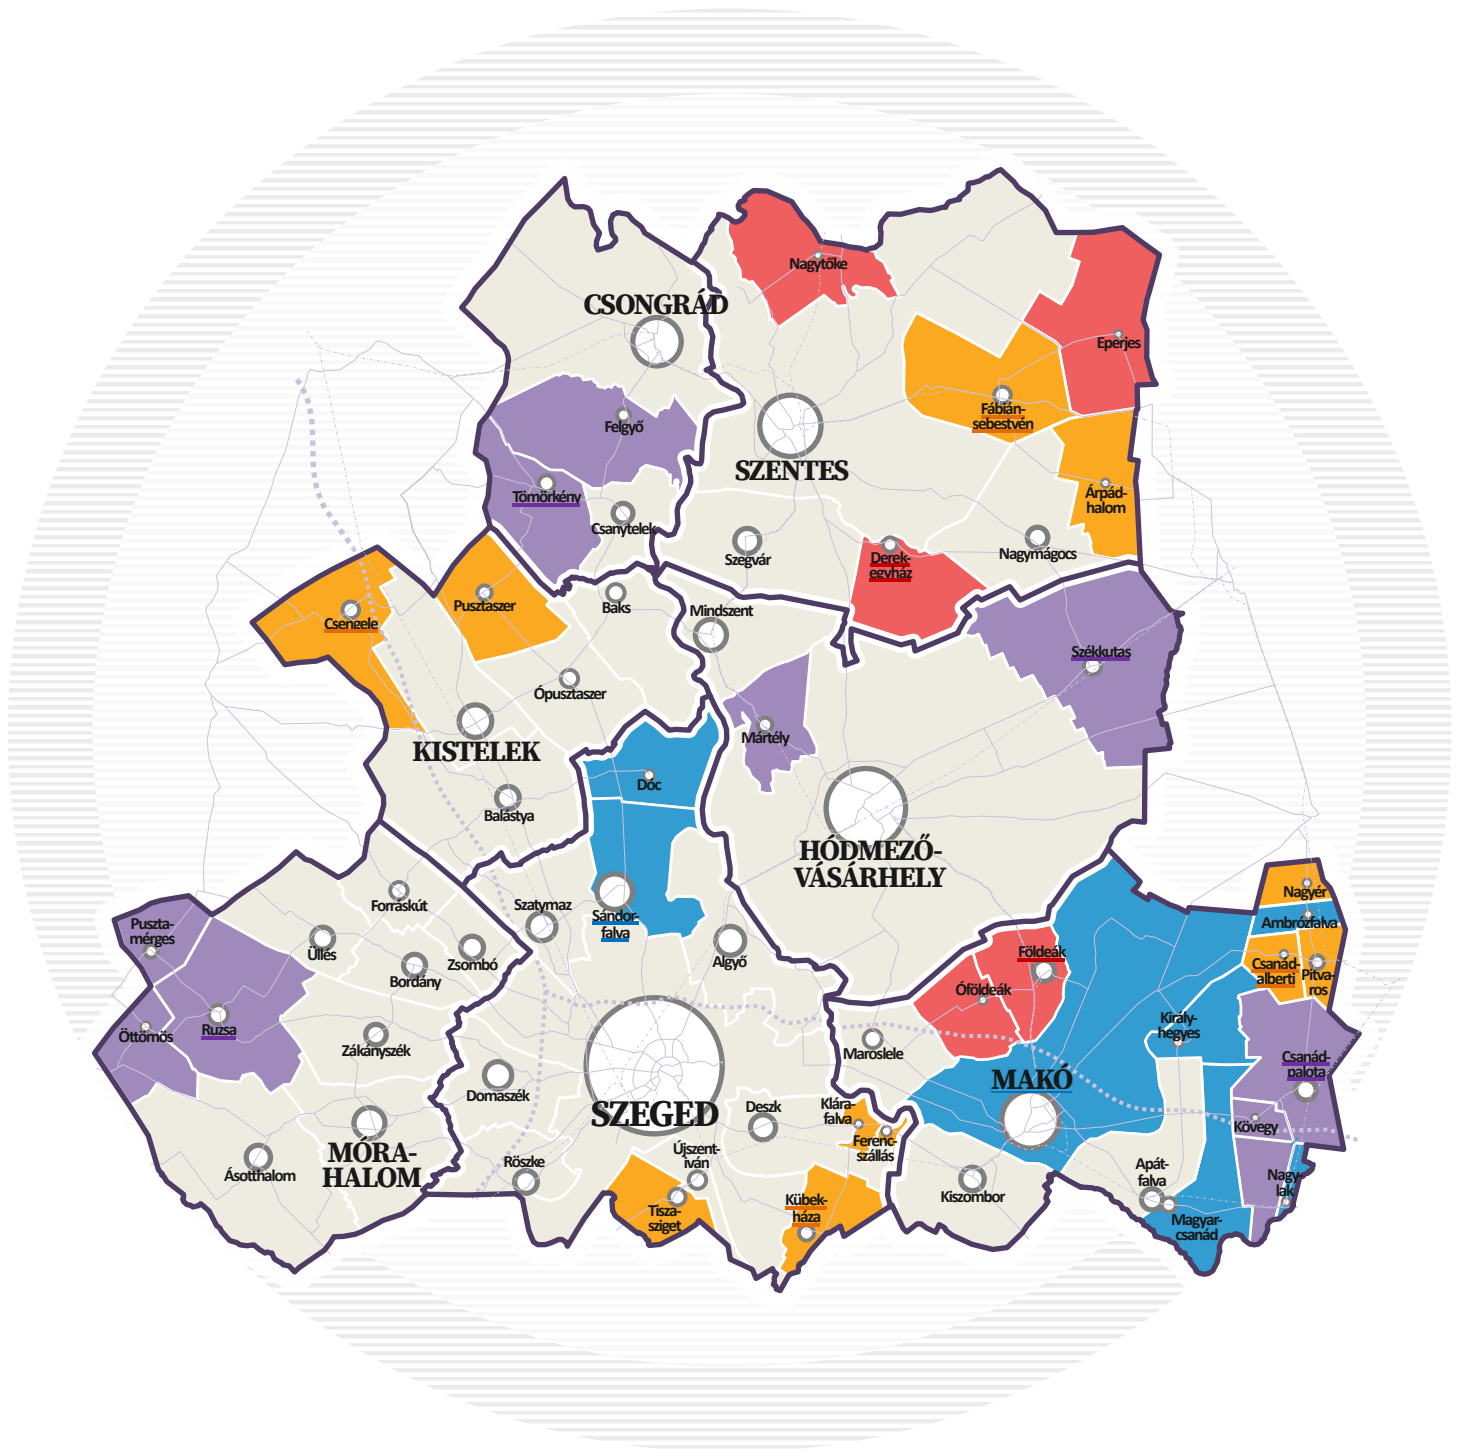 Nagytőke
CSONGRÁD
Eperjes
Fábián-
sebestvén
Felgyő
SZENTES
Tömörkény
Árpád-
halom
Csanytelek
Szegvár
Derek-
egyház
Nagymágocs
Pusztaszer
Baks
Mindszent
Csengele
Székkutas
Ópusztaszer
Mártély
KISTELEK
Dóc
Balástya
HÓDMEZŐ-
VÁSÁRHELY
Nagyér
Forráskút
Szatymaz
Sándor-
falva
Ambrózfalva
Puszta-
mérges
Üllés
Zsombó
Algyő
Földeák
Csanád-
alberti
Pitva-
ros
Bordány
Óföldeák
Öttömös
Ruzsa
Zákányszék
Maroslele
Király-
hegyes
Csanád-
palota
MAKÓ
Domaszék
SZEGED
Deszk
Klára-
falva
Ferenc-
szállás
Kövegy
MÓRA-
HALOM
Ásotthalom
Röszke
Újszent-
iván
Tisza-
sziget
Kübek-
háza
Kiszombor
Apát-
falva
Nagy-
lak
Magyar-
csanád